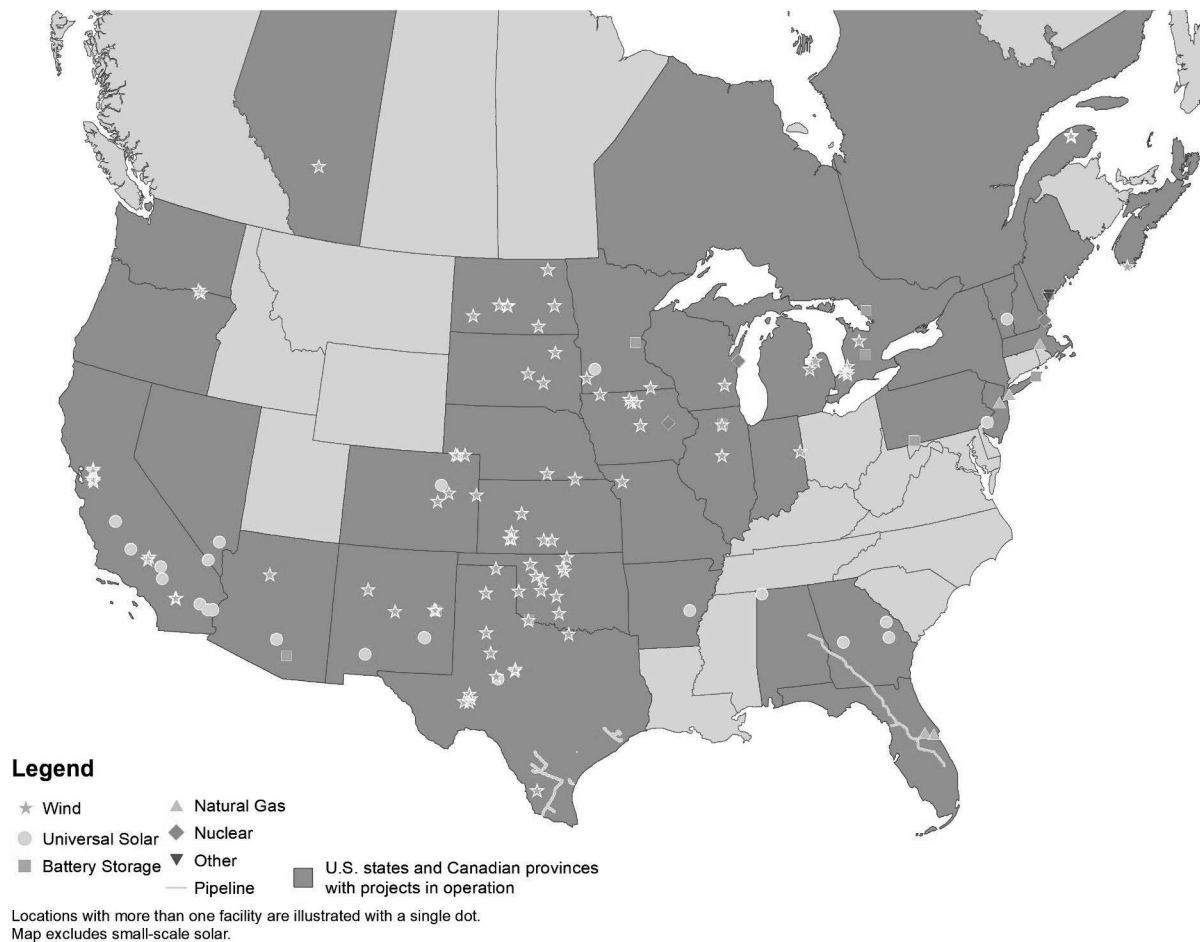 Legend
Wind
Universal Solar
Battery Storage
Natural Gas
Nuclear
Other
Pipeline
U.S. states and Canadian provinces
with projects in operation
Locations with more than one facility are illustrated with a single dot.
Map excludes small-scale solar.